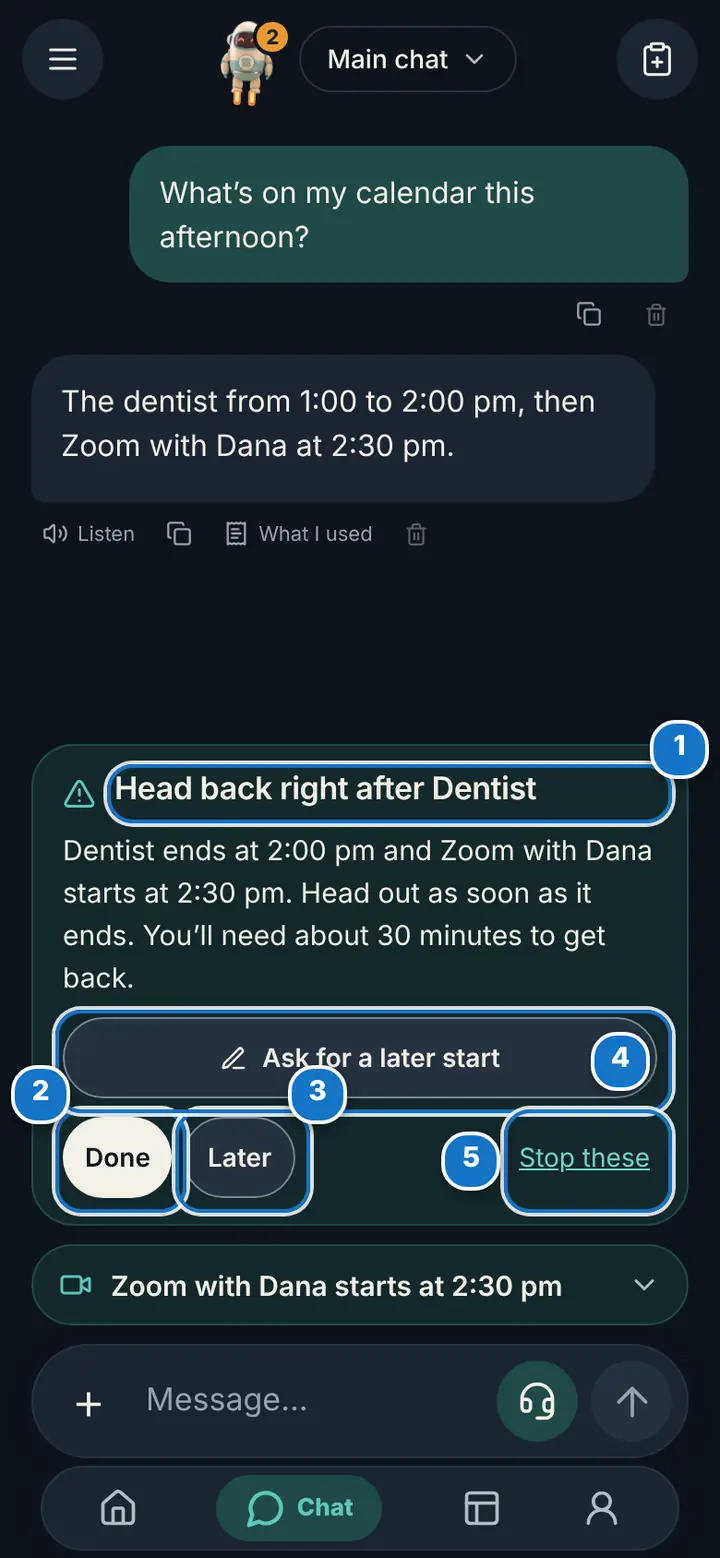 2
Main chat
What’s on my calendar this
afternoon?
The dentist from 1:00 to 2:00 pm, then
Zoom with Dana at 2:30 pm.
Listen
What I used
1
Head back right after Dentist
Dentist ends at 2:00 pm and Zoom with Dana
starts at 2:30 pm. Head out as soon as it
ends. You’ll need about 30 minutes to get
back.
Ask for a later start
4
2
3
Done
Later
5
Stop these
Zoom with Dana starts at 2:30 pm
Message...
Chat